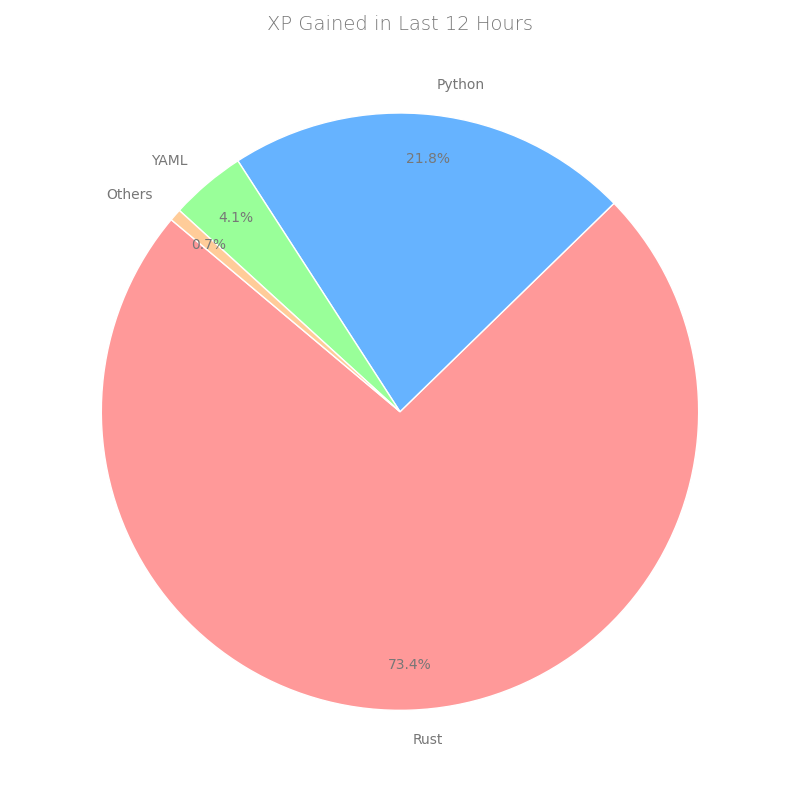 XP Gained in Last 12 Hours
Python
21.8%
YAML
Others
4.1%
0.7%
73.4%
Rust